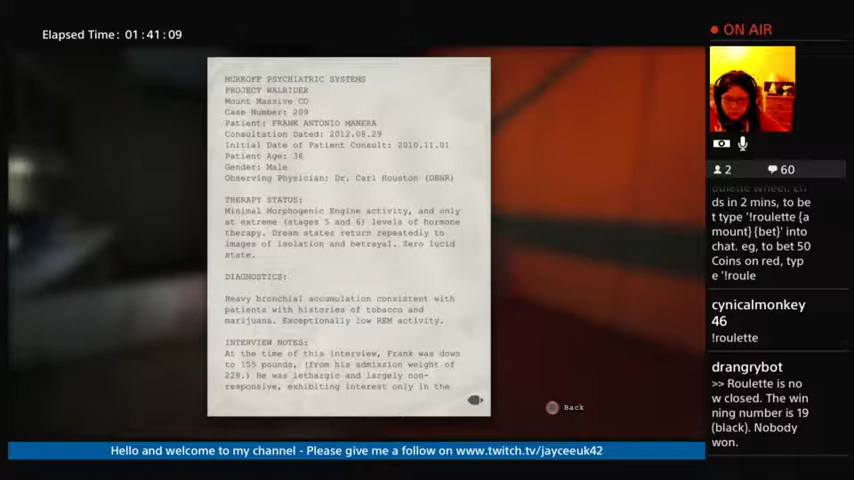 Elapsed Time: 01:41:09
ON AIR
MURKOFF PSYCHIATRIC SYSTEMS
PROJECT WALRIDER
Mount Massive CO
Case Number: 209
Patient: FRANK ANTONIO MANERA
Consultation Dated: 2012.08.29
Initial Date of Patient Consult: 2010.11.01
Patient Age: 36
Gender: Male
Observing Physician: Dr. Carl Houston (DBNR)
THERAPY STATUS:
Minimal Morphogenic Engine activity, and only
at extreme (stages 5 and 6) levels of hormone
therapy. Dream states return repeatedly to
images of isolation and betrayal. Zero lucid
state.
DIAGNOSTICS:
Heavy bronchial accumulation consistent with
patients with histories of tobacco and
marijuana. Exceptionally low REM activity.
INTERVIEW NOTES:
At the time of this interview, Frank was down
to 155 pounds, (from his admission weight of
228.) He was lethargic and largely non-
responsive, exhibiting interest only in the
Back
2
60
roulette wheel. En
ds in 2 mins, to be
t type '!roulette {a
mount} {bet}' into
chat. eg, to bet 50
Coins on red, typ
e '!roule
cynicalmonkey
46
!roulette
drangrybot
>> Roulette is no
w closed. The win
ning number is 19
(black). Nobody
won.
Hello and welcome to my channel - Please give me a follow on www.twitch.tv/jayceeuk42